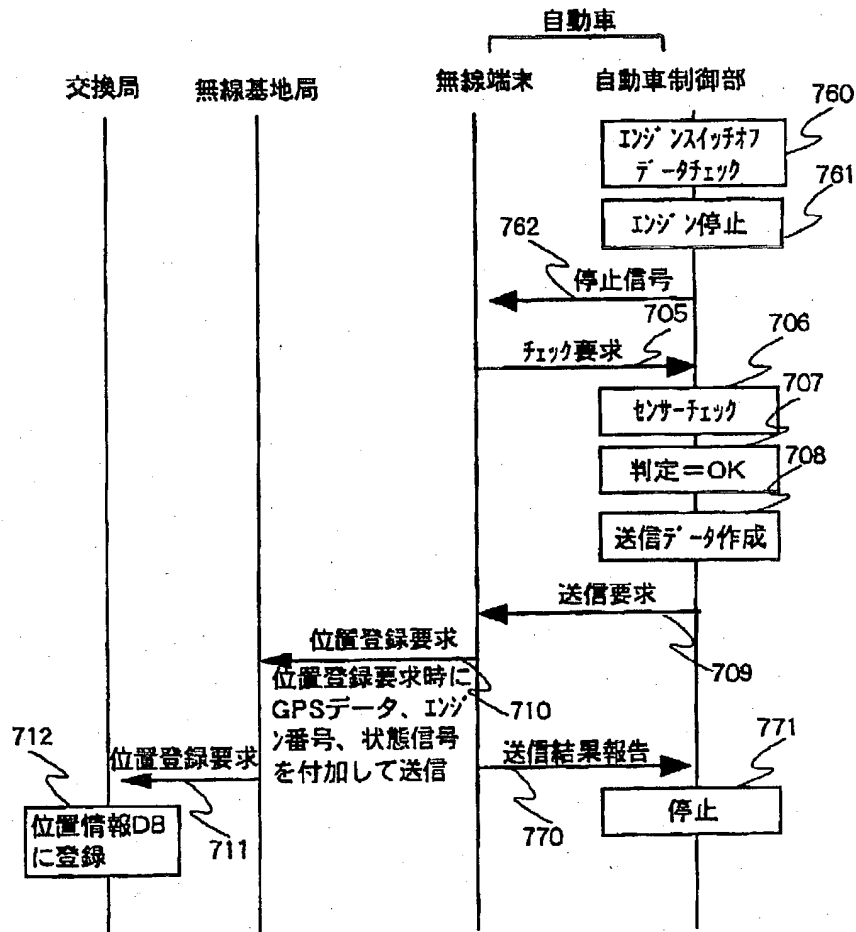 自動車
交換局
無線基地局
無線端末
自動車制御部
760
エンジンスイッチオフ
データチェック
761
エンジン停止
762
停止信号
705
チェック要求
706
センサーチェック
707
判定=OK
708
送信データ作成
送信要求
709
位置登録要求
位置登録要求時に
GPSデータ、エンジ
ン番号、状態信号
を付加して送信
710
712
位置登録要求
711
位置情報DB
に登録
送信結果報告
770
771
停止